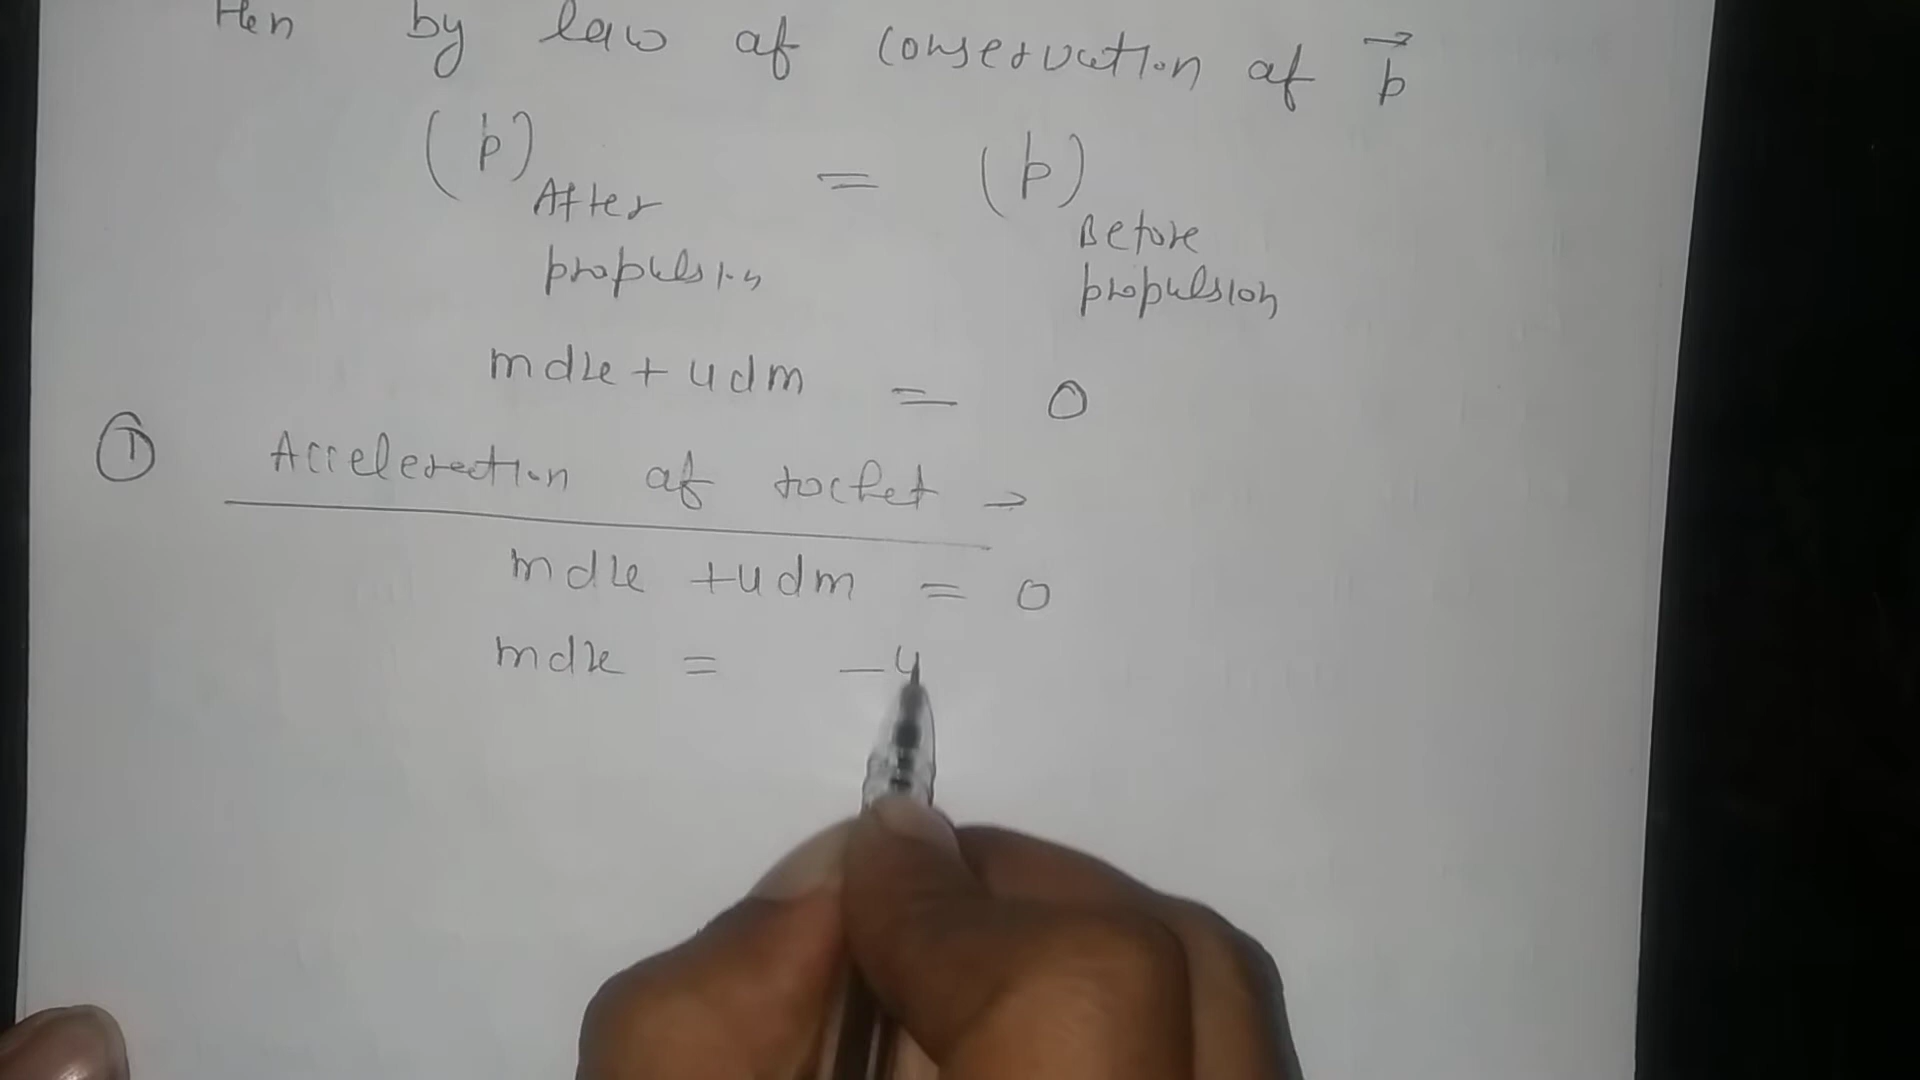 then by law of conservation of p⃗
(p) After propulsion = (p) Before propulsion
mdv + udm = 0
① Acceleration of rocket →
mdv + udm = 0
mdv = -u